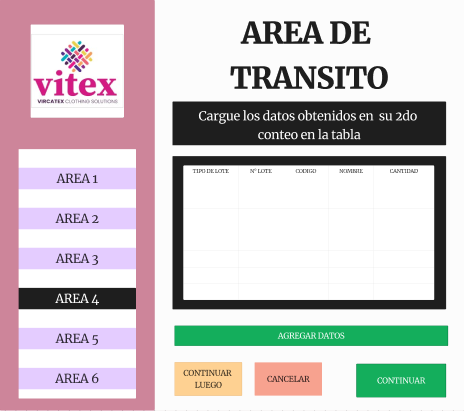 vitex
VIRCATEX CLOTHING SOLUTIONS
AREA 1
AREA 2
AREA 3
AREA 4
AREA 5
AREA 6
AREA DE
TRANSITO
Cargue los datos obtenidos en su 2do
conteo en la tabla
TIPO DE LOTE N° LOTE CODIGO NOMBRE CANTIDAD
AGREGAR DATOS
CONTINUAR
LUEGO
CANCELAR
CONTINUAR